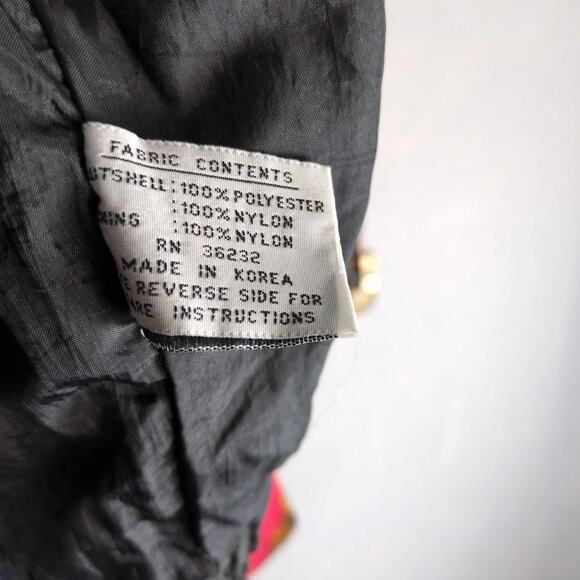 FABRIC CONTENTS
UTSHELL : 100% POLYESTER
: 100% NYLON
NING : 100% NYLON
RN 36232
MADE IN KOREA
E REVERSE SIDE FOR
ARE INSTRUCTIONS